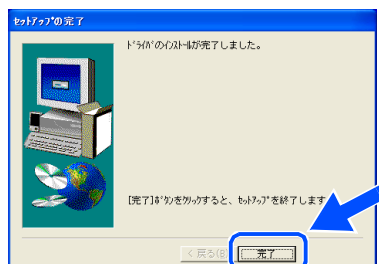 ｾｯﾄｱｯﾌﾟの完了
ﾄﾞﾗｲﾊﾞのｲﾝｽﾄｰﾙが完了しました。
[完了]ﾎﾞﾀﾝをｸﾘｯｸすると、ｾｯﾄｱｯﾌﾟを終了します
< 戻る(B)
完了